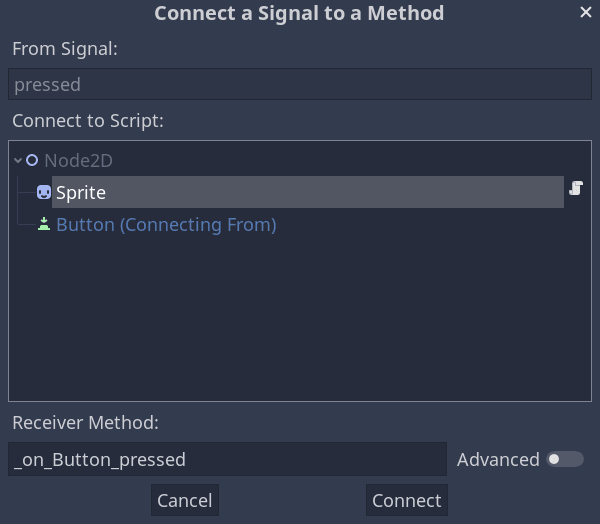 Connect a Signal to a Method
From Signal:
pressed
Connect to Script:
Node2D
Sprite
Button (Connecting From)
Receiver Method:
_on_Button_pressed
Advanced
Cancel
Connect